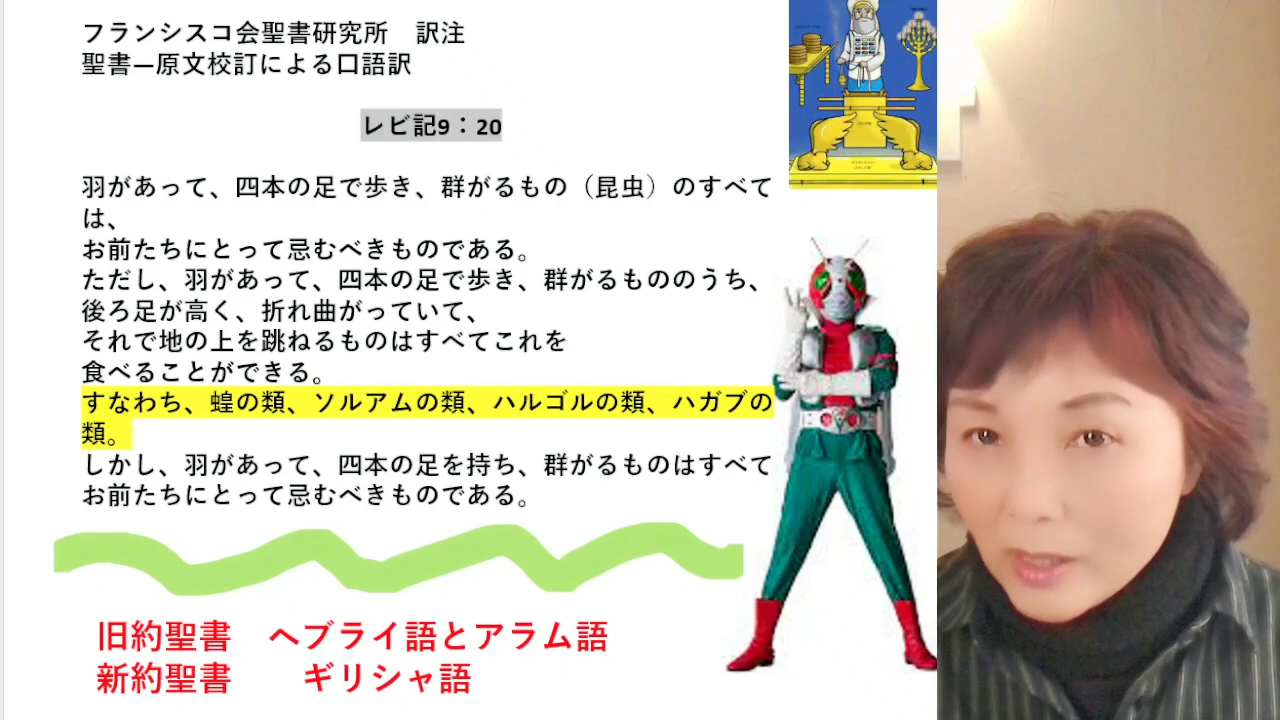 フランシスコ会聖書研究所　訳注
聖書―原文校訂による口語訳
レビ記9：20
羽があって、四本の足で歩き、群がるもの（昆虫）のすべて
は、
お前たちにとって忌むべきものである。
ただし、羽があって、四本の足で歩き、群がるもののうち、
後ろ足が高く、折れ曲がっていて、
それで地の上を跳ねるものはすべてこれを
食べることができる。
すなわち、蝗の類、ソルアムの類、ハルゴルの類、ハガブの
類。
しかし、羽があって、四本の足を持ち、群がるものはすべて
お前たちにとって忌むべきものである。
旧約聖書　ヘブライ語とアラム語
新約聖書　　ギリシャ語